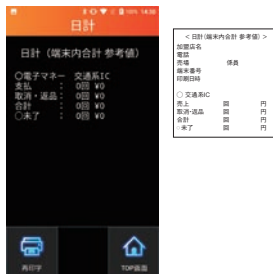 100% 14:30
日計
日計（端末内合計 参考値）
○電子マネー 交通系IC
支払 : 0回 ¥0
取消・返品 : 0回 ¥0
合計 : 0回 ¥0
○未了 : 0回 ¥0
再印字 TOP画面
＜日計（端末内合計 参考値）＞
加盟店名
電話
売場 係員
端末番号
印刷日時
○ 交通系IC
売上 回 円
取消・返品 回 円
合計 回 円
○未了 回 円